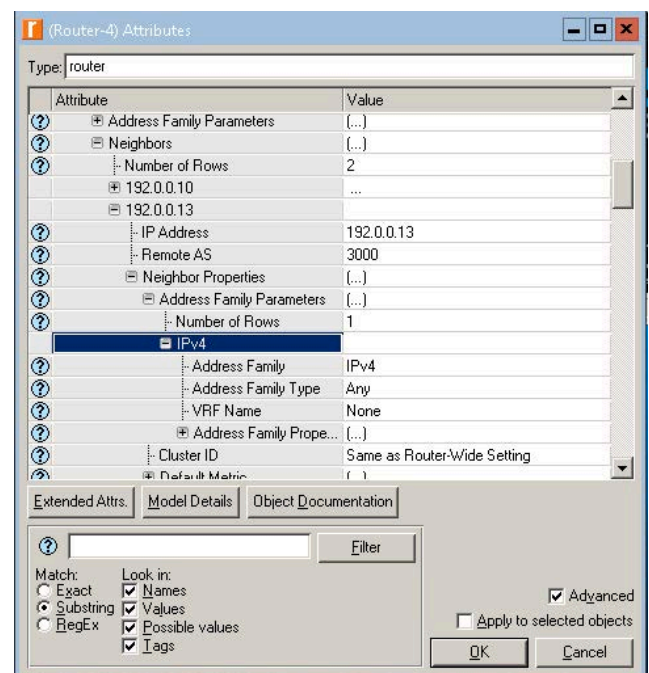 (Router-4) Attributes
Type: router
Attribute Value
Address Family Parameters (...)
Neighbors (...)
Number of Rows 2
192.0.0.10 ...
192.0.0.13
IP Address 192.0.0.13
Remote AS 3000
Neighbor Properties (...)
Address Family Parameters (...)
Number of Rows 1
IPv4
Address Family IPv4
Address Family Type Any
VRF Name None
Address Family Prope... (...)
Cluster ID Same as Router-Wide Setting
Default Metric (...)
Extended Attrs. Model Details Object Documentation
Filter
Match: Look in:
Exact Names
Substring Values
RegEx Possible values
Tags
Advanced
Apply to selected objects
OK Cancel